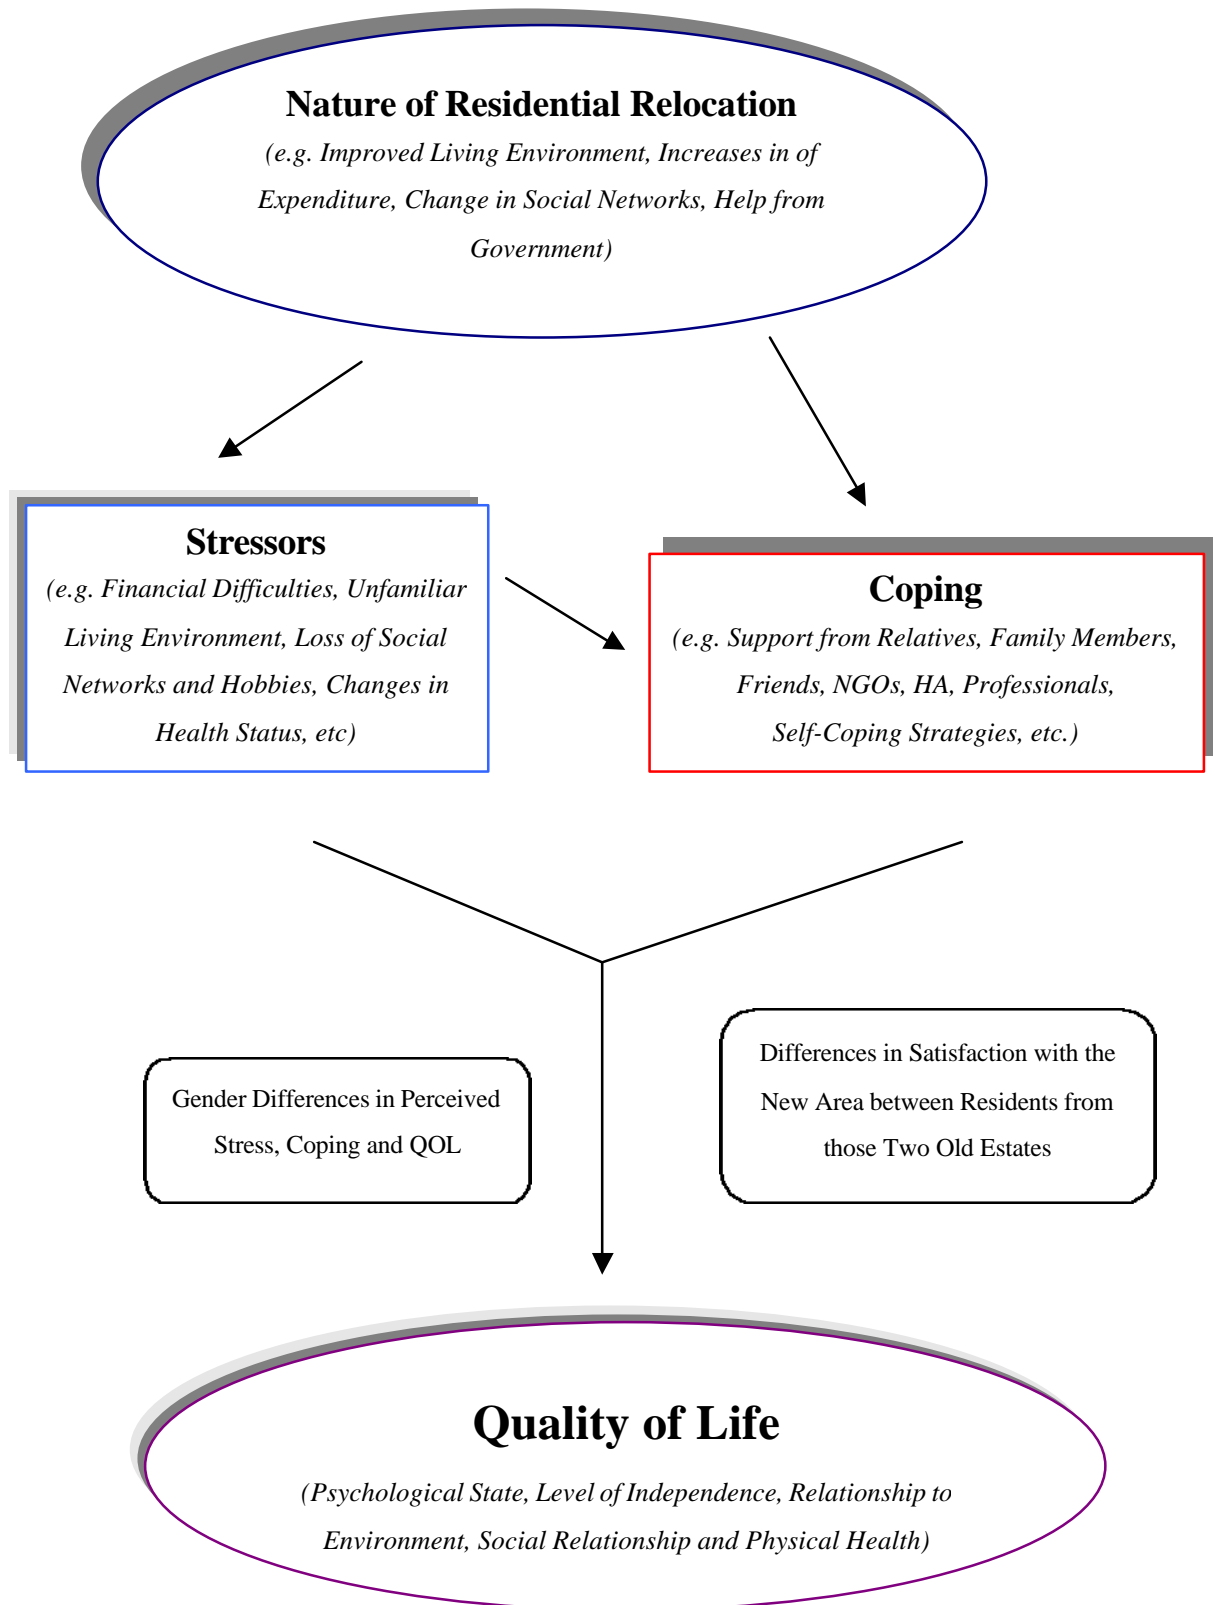 Nature of Residential Relocation
(e.g. Improved Living Environment, Increases in of
Expenditure, Change in Social Networks, Help from
Government)
Stressors
(e.g. Financial Difficulties, Unfamiliar
Living Environment, Loss of Social
Networks and Hobbies, Changes in
Health Status, etc)
Coping
(e.g. Support from Relatives, Family Members,
Friends, NGOs, HA, Professionals,
Self-Coping Strategies, etc.)
Gender Differences in Perceived
Stress, Coping and QOL
Differences in Satisfaction with the
New Area between Residents from
those Two Old Estates
Quality of Life
(Psychological State, Level of Independence, Relationship to
Environment, Social Relationship and Physical Health)